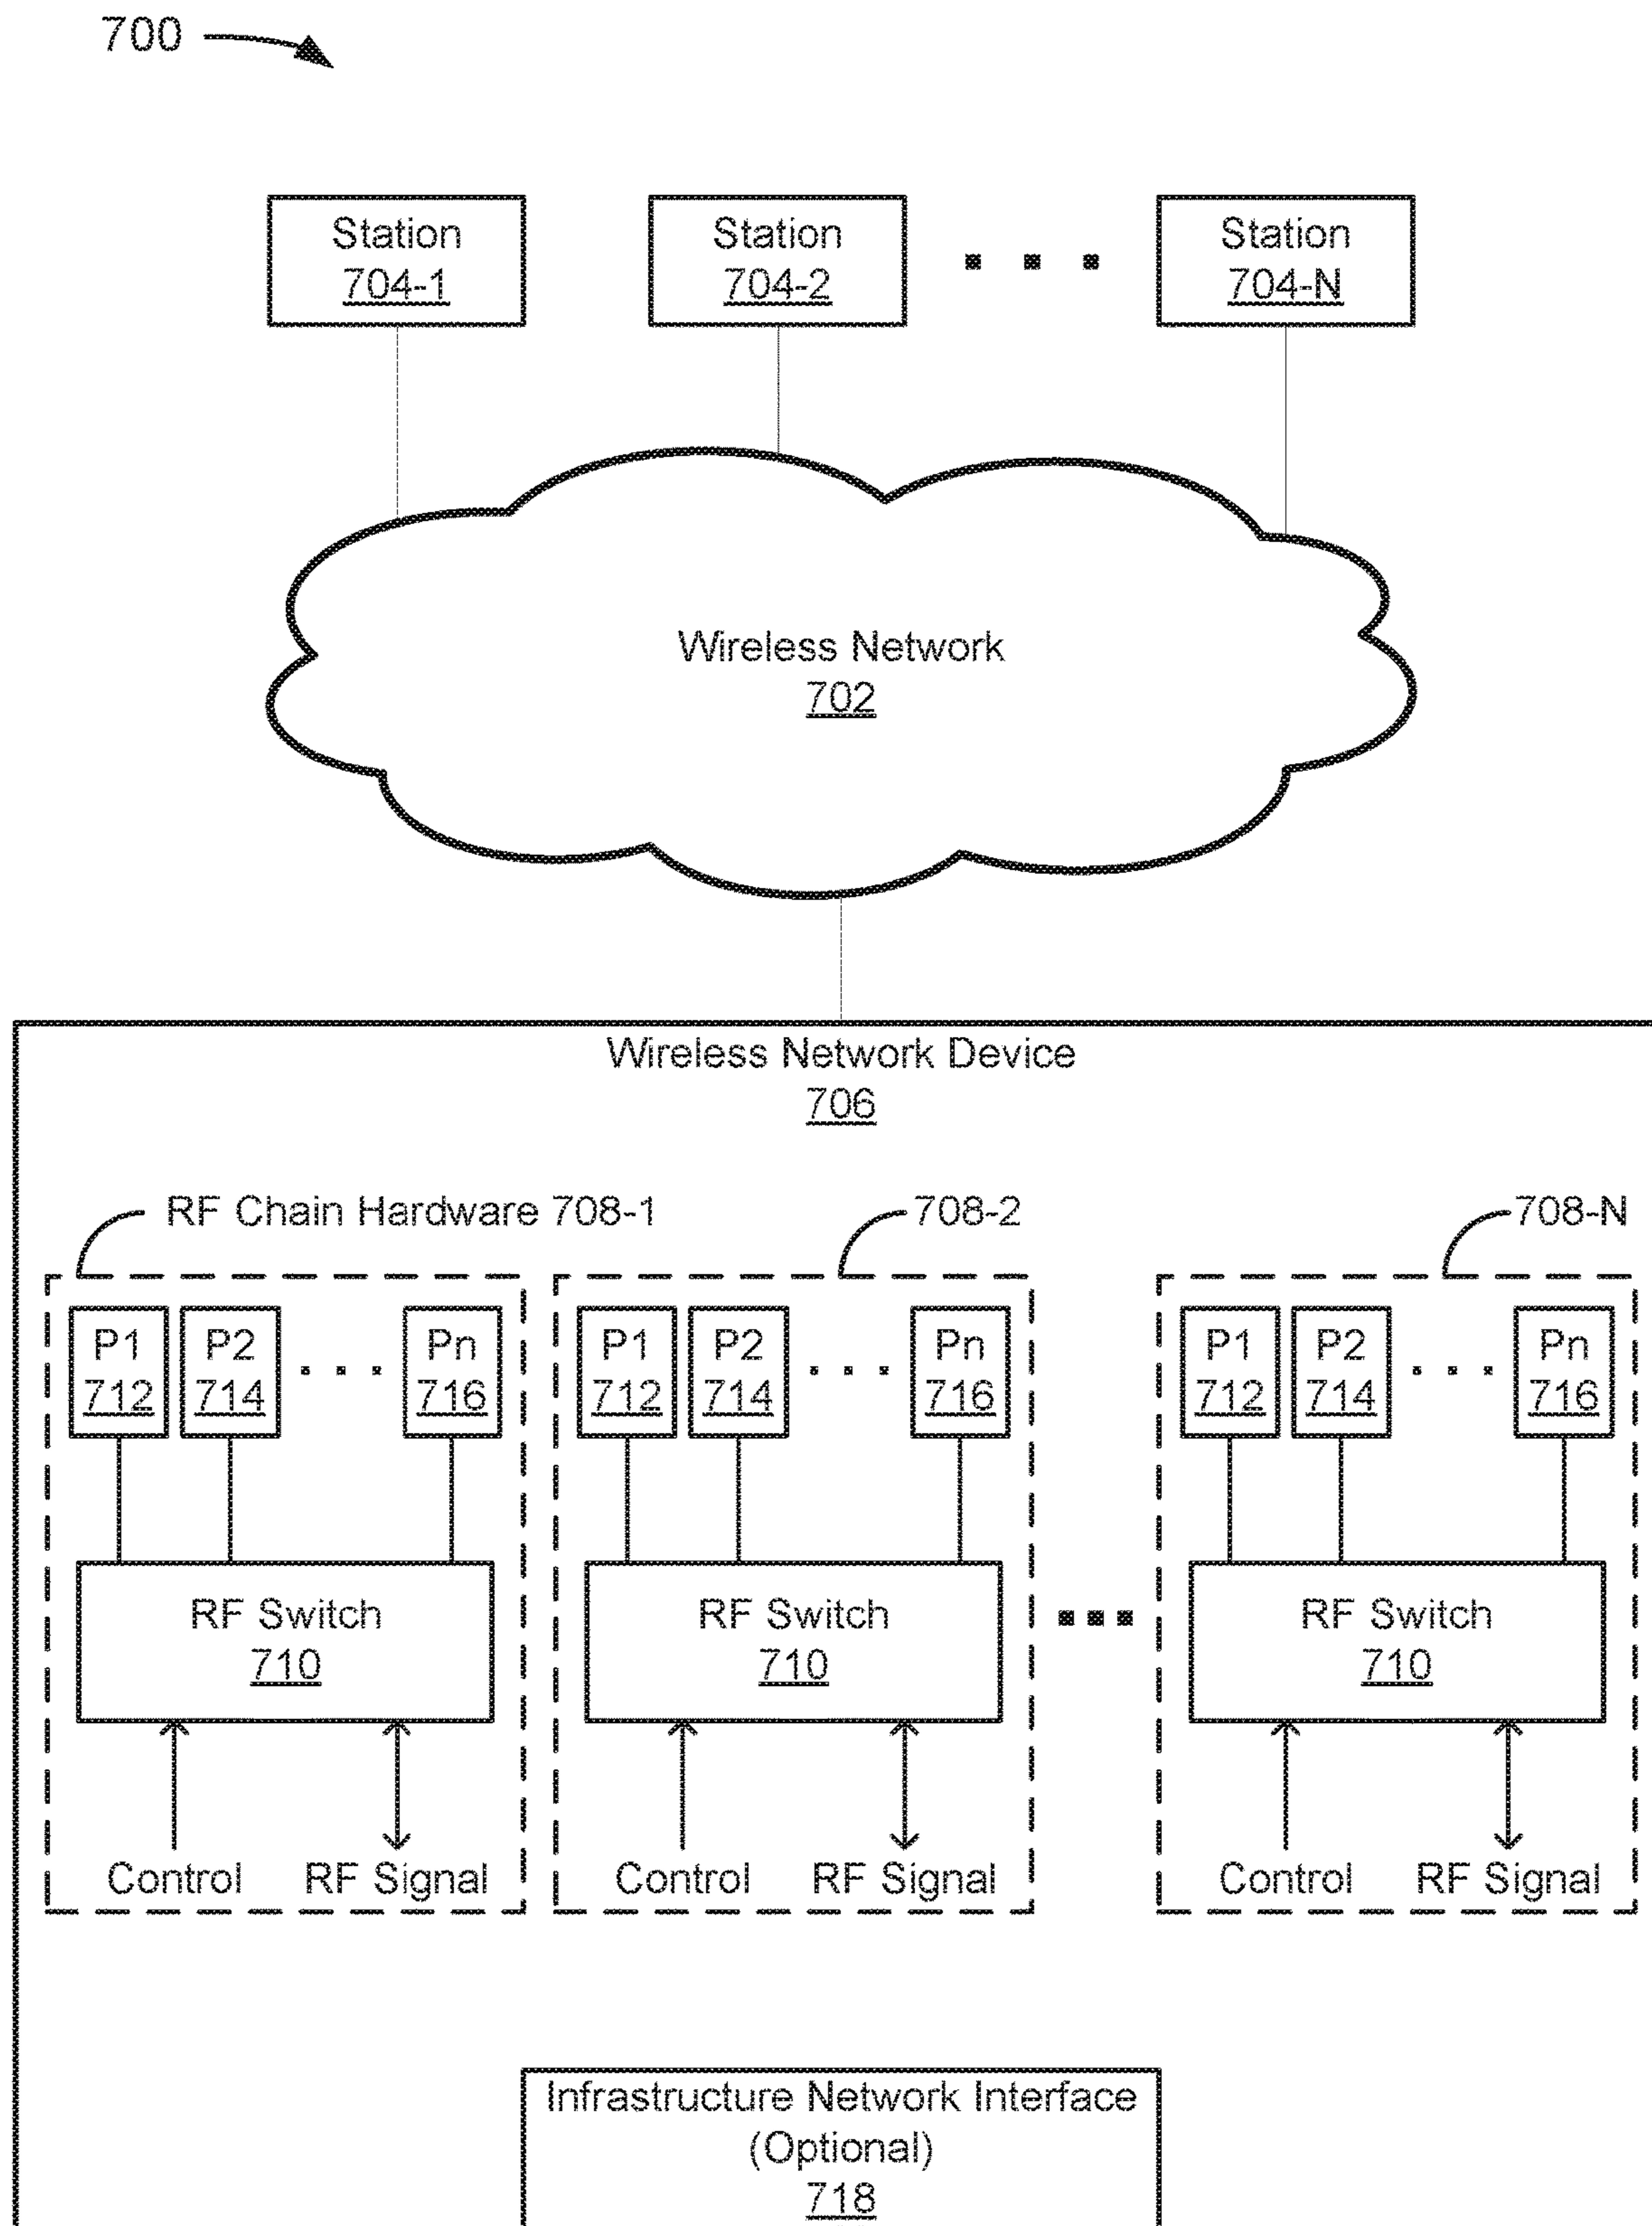 700
Station
704-1
Station
704-2
Station
704-N
Wireless Network
702
Wireless Network Device
706
RF Chain Hardware 708-1
708-2
708-N
P1
712
P2
714
Pn
716
P1
712
P2
714
Pn
716
P1
712
P2
714
Pn
716
RF Switch
710
RF Switch
710
RF Switch
710
Control
RF Signal
Control
RF Signal
Control
RF Signal
Infrastructure Network Interface
(Optional)
718